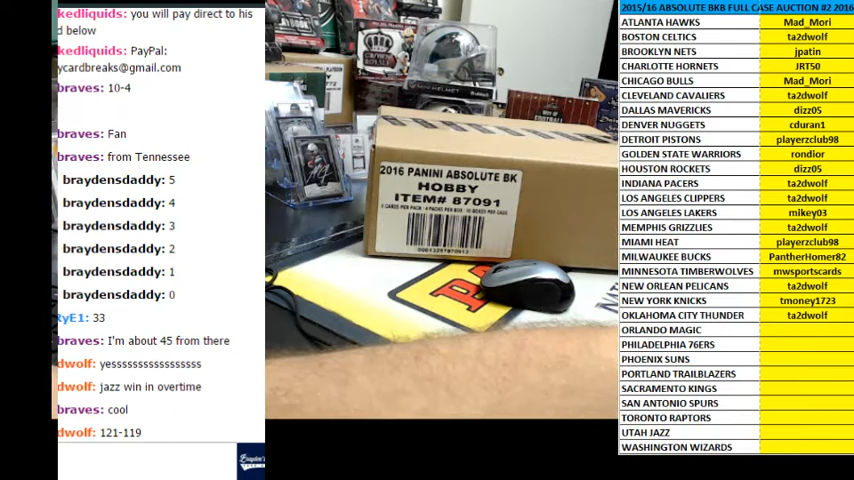 kedliquids: you will pay direct to his
d below
kedliquids: PayPal:
ycardbreaks@gmail.com
braves: 10-4
braves: Fan
braves: from Tennessee
braydensdaddy: 5
braydensdaddy: 4
braydensdaddy: 3
braydensdaddy: 2
braydensdaddy: 1
braydensdaddy: 0
RyE1: 33
braves: I'm about 45 from there
dwolf: yesssssssssssssssss
dwolf: jazz win in overtime
braves: cool
dwolf: 121-119
CROWN
ROYALE
2016 PANINI ABSOLUTE BK
HOBBY
ITEM# 87091
2015/16 ABSOLUTE BKB FULL CASE AUCTION #2 2016
ATLANTA HAWKS Mad_Mori
BOSTON CELTICS ta2dwolf
BROOKLYN NETS jpatin
CHARLOTTE HORNETS JRT50
CHICAGO BULLS Mad_Mori
CLEVELAND CAVALIERS ta2dwolf
DALLAS MAVERICKS dizz05
DENVER NUGGETS cduran1
DETROIT PISTONS playerzclub98
GOLDEN STATE WARRIORS rondior
HOUSTON ROCKETS dizz05
INDIANA PACERS ta2dwolf
LOS ANGELES CLIPPERS ta2dwolf
LOS ANGELES LAKERS mikey03
MEMPHIS GRIZZLIES ta2dwolf
MIAMI HEAT playerzclub98
MILWAUKEE BUCKS PantherHomer82
MINNESOTA TIMBERWOLVES mwsportscards
NEW ORLEAN PELICANS ta2dwolf
NEW YORK KNICKS tmoney1723
OKLAHOMA CITY THUNDER ta2dwolf
ORLANDO MAGIC
PHILADELPHIA 76ERS
PHOENIX SUNS
PORTLAND TRAILBLAZERS
SACRAMENTO KINGS
SAN ANTONIO SPURS
TORONTO RAPTORS
UTAH JAZZ
WASHINGTON WIZARDS